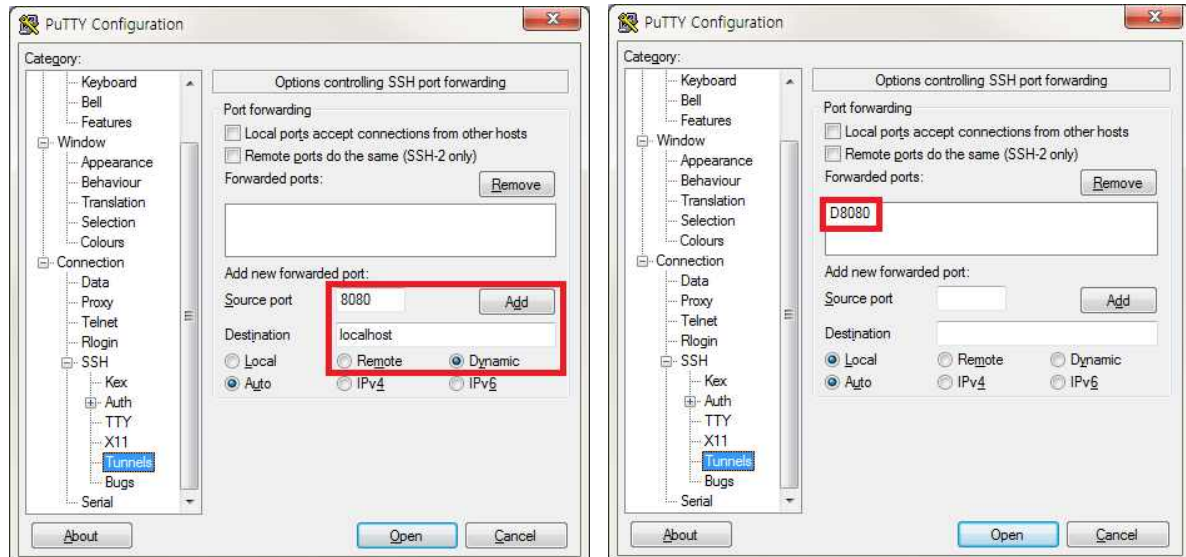 PuTTY Configuration
Category:
Keyboard
Bell
Features
Window
Appearance
Behaviour
Translation
Selection
Colours
Connection
Data
Proxy
Telnet
Rlogin
SSH
Kex
Auth
TTY
X11
Tunnels
Bugs
Serial
Options controlling SSH port forwarding
Port forwarding
Local ports accept connections from other hosts
Remote ports do the same (SSH-2 only)
Forwarded ports:
Remove
Add new forwarded port:
Source port 8080 Add
Destination localhost
Local Remote Dynamic
Auto IPv4 IPv6
About Open Cancel
PuTTY Configuration
Category:
Keyboard
Bell
Features
Window
Appearance
Behaviour
Translation
Selection
Colours
Connection
Data
Proxy
Telnet
Rlogin
SSH
Kex
Auth
TTY
X11
Tunnels
Bugs
Serial
Options controlling SSH port forwarding
Port forwarding
Local ports accept connections from other hosts
Remote ports do the same (SSH-2 only)
Forwarded ports:
Remove
D8080
Add new forwarded port:
Source port Add
Destination
Local Remote Dynamic
Auto IPv4 IPv6
About Open Cancel